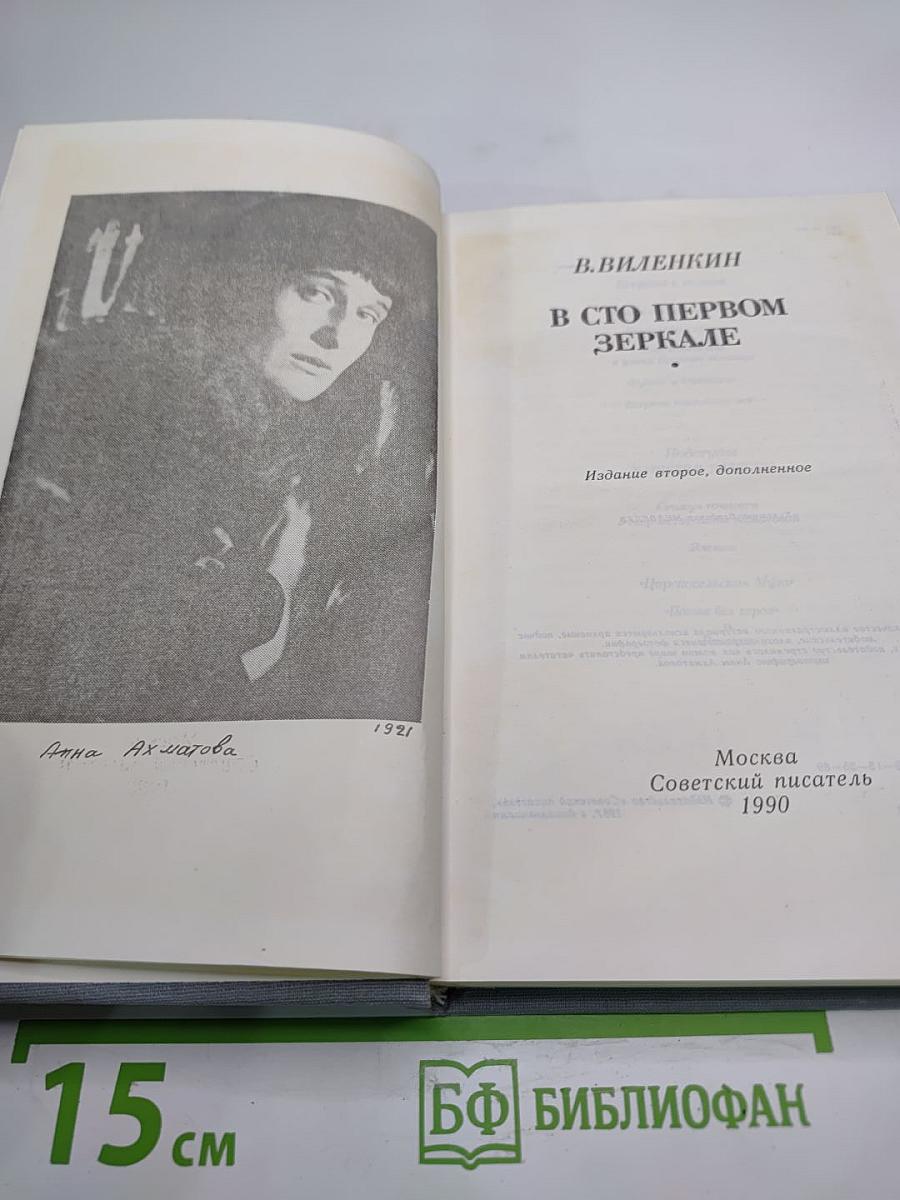 1921
Анна Ахматова
В. ВИЛЕНКИН
В СТО ПЕРВОМ
ЗЕРКАЛЕ
Издание второе, дополненное
Москва
Советский писатель
1990
15 см
БФ БИБЛИОФАН